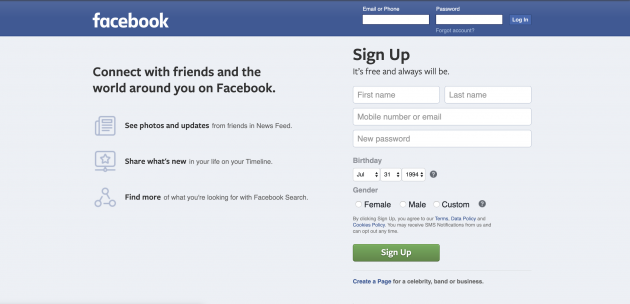 facebook
Email or Phone
Password
Log In
Forgot account?
Connect with friends and the
world around you on Facebook.
See photos and updates from friends in News Feed.
Share what's new in your life on your Timeline.
Find more of what you're looking for with Facebook Search.
Sign Up
It's free and always will be.
First name
Last name
Mobile number or email
New password
Birthday
Jul 31 1994 ?
Gender
Female Male Custom ?
By clicking Sign Up, you agree to our Terms, Data Policy and
Cookies Policy. You may receive SMS Notifications from us and
can opt out any time.
Sign Up
Create a Page for a celebrity, band or business.